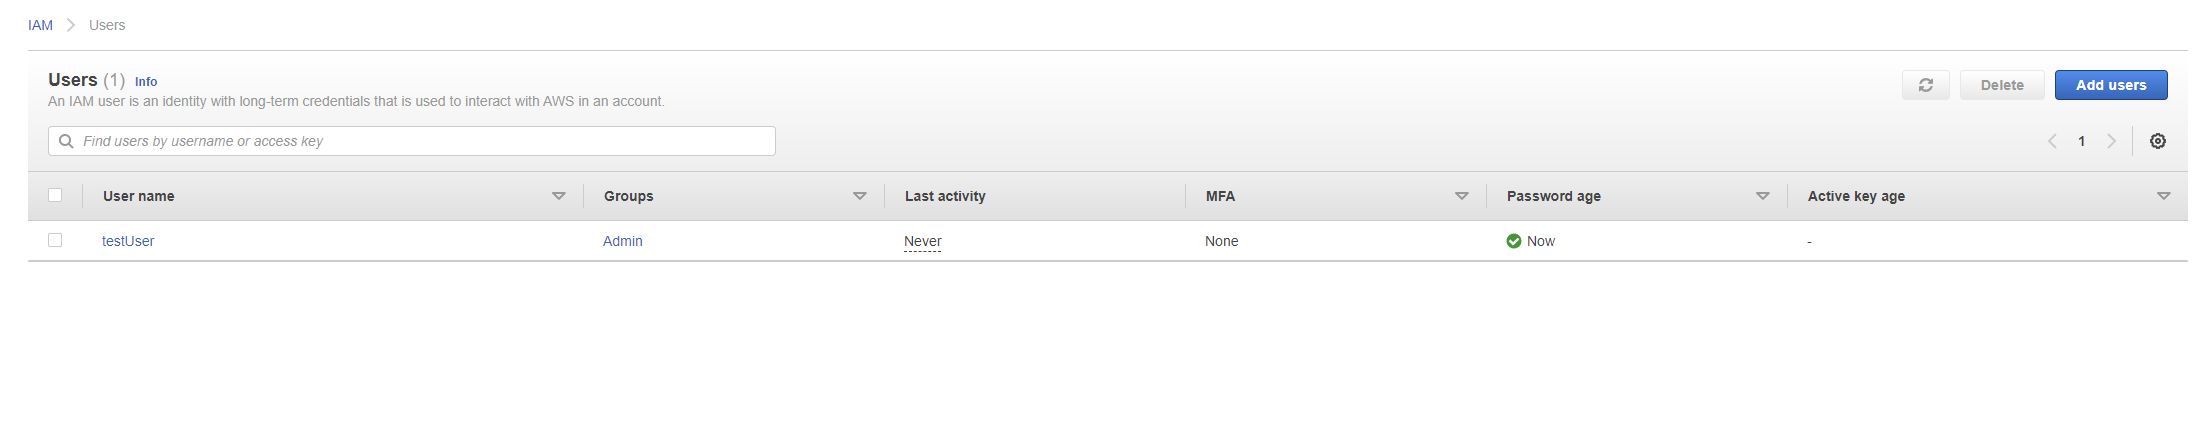 IAM Users
Users (1) Info
An IAM user is an identity with long-term credentials that is used to interact with AWS in an account.
Delete
Add users
Find users by username or access key
1
User name Groups Last activity MFA Password age Active key age
testUser Admin Never None Now -